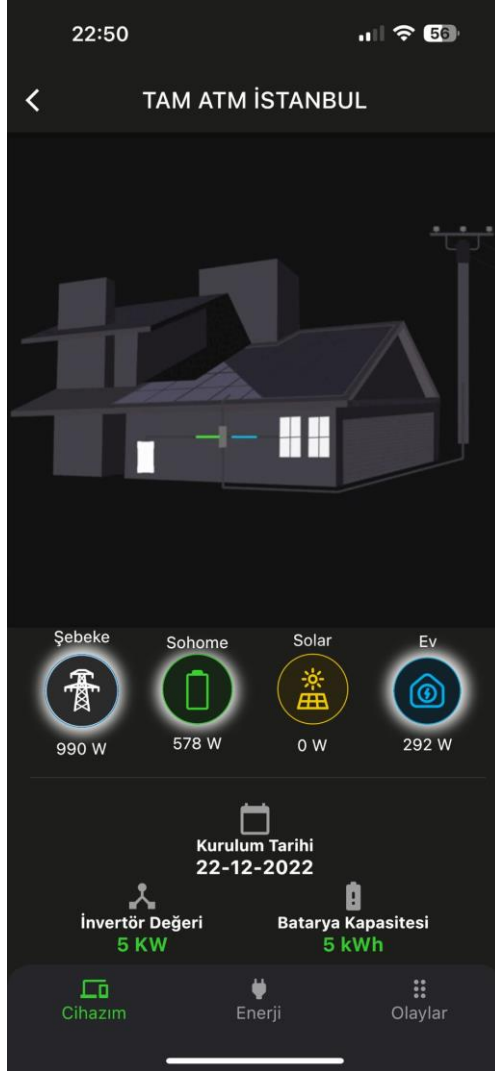 22:50
56
TAM ATM İSTANBUL
Şebeke
Sohome
Solar
Ev
990 W
578 W
0 W
292 W
Kurulum Tarihi
22-12-2022
İnvertör Değeri
5 KW
Batarya Kapasitesi
5 kWh
Cihazım
Enerji
Olaylar